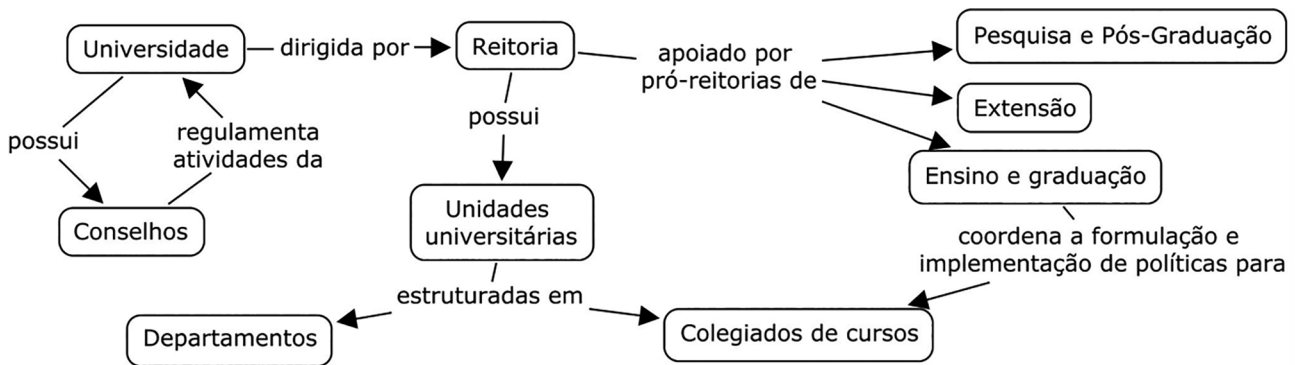 Universidade
dirigida por
Reitoria
apoiado por
pró-reitorias de
Pesquisa e Pós-Graduação
Extensão
Ensino e graduação
possui
regulamenta
atividades da
Conselhos
possui
Unidades
universitárias
coordena a formulação e
implementação de políticas para
estruturadas em
Departamentos
Colegiados de cursos